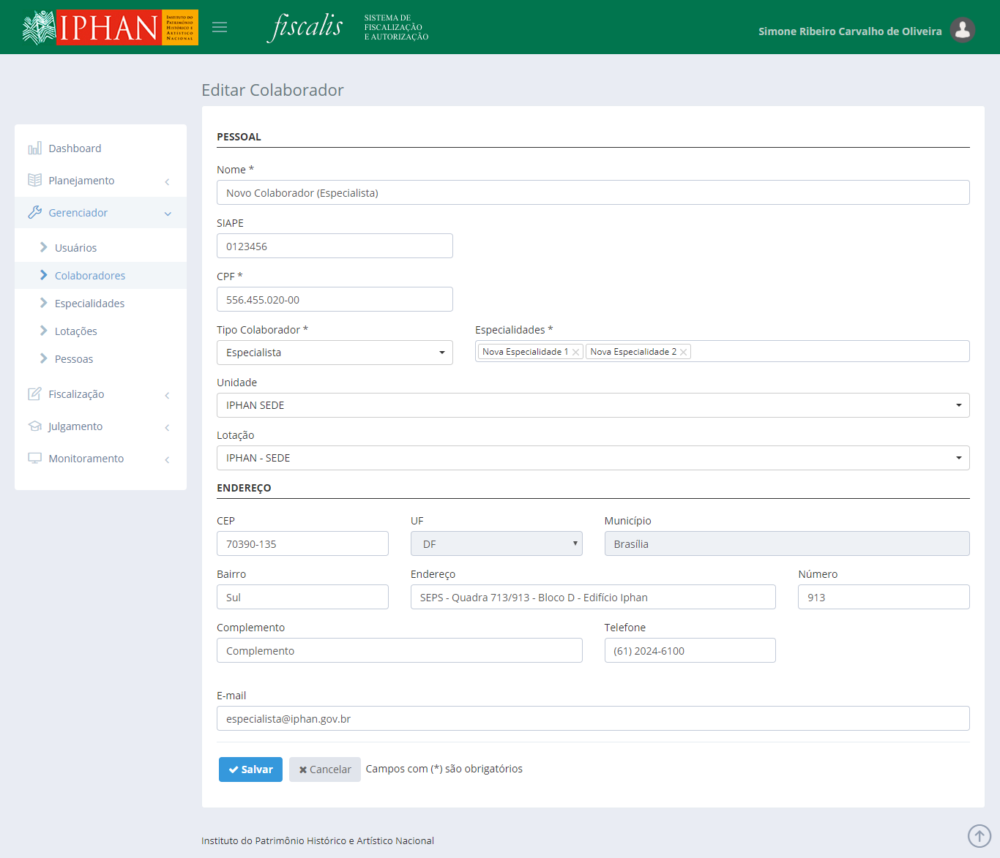 IPHAN
INSTITUTO DO
PATRIMÔNIO
HISTÓRICO E
ARTÍSTICO
NACIONAL
fiscalis
SISTEMA DE
FISCALIZAÇÃO
E AUTORIZAÇÃO
Simone Ribeiro Carvalho de Oliveira
Editar Colaborador
Dashboard
Planejamento
Gerenciador
Usuários
Colaboradores
Especialidades
Lotações
Pessoas
Fiscalização
Julgamento
Monitoramento
PESSOAL
Nome *
Novo Colaborador (Especialista)
SIAPE
0123456
CPF *
556.455.020-00
Tipo Colaborador * Especialidades *
Especialista Nova Especialidade 1 Nova Especialidade 2
Unidade
IPHAN SEDE
Lotação
IPHAN - SEDE
ENDEREÇO
CEP UF Município
70390-135 DF Brasília
Bairro Endereço Número
Sul SEPS - Quadra 713/913 - Bloco D - Edifício Iphan 913
Complemento Telefone
Complemento (61) 2024-6100
E-mail
especialista@iphan.gov.br
Salvar Cancelar Campos com (*) são obrigatórios
Instituto do Patrimônio Histórico e Artístico Nacional